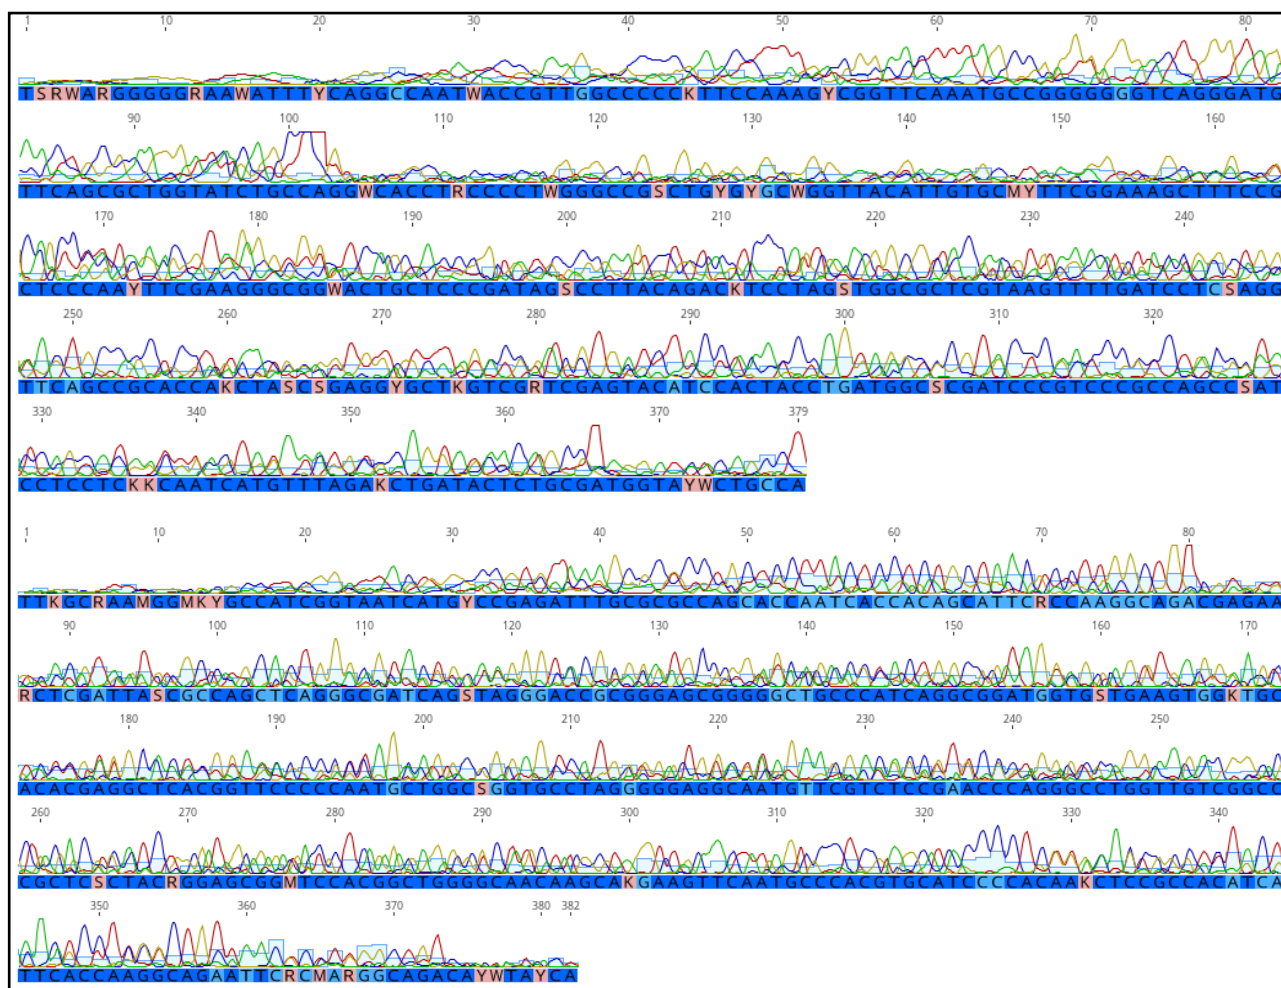 1 10 20 30 40 50 60 70 80
TSRWARGGGGGRAAWATTTYCAGGCCAATWACCGTTGGCCCCCKTTCCAAAGYCGGTTCAAATGCCGGGGGGGTCAGGGATG
90 100 110 120 130 140 150 160
TTCAGCGCTGGTATCTGCCAGGWCACCTRCCCCTWGGGCCGSCTGYGYGCWGGTTACATTGTGCMYTTCGGAAAGCTTTCCG
170 180 190 200 210 220 230 240
CTCCCAAYTTCGAAGGGCGGWACTGCTCCCGATAGSCCTTACAGACKTCCTAGSTGGCGCTCGTAAGTTTTGATCCTCSAGG
250 260 270 280 290 300 310 320
TTCAGCCGCACCAKCTASCSGAGGYGCTKGTCGRTCGAGTACATCCACTACCTGATGGCSCGATCCCGTCCCGCCAGCCSAT
330 340 350 360 370 379
CCTCCTCKKCAATCATGTTTAGAKCTGATACTCTGCGATGGTAYWCTGCCA
1 10 20 30 40 50 60 70 80
TTKGCRAAMGGMKYGCCATCGGTAATCATGYCCGAGATTTGCGCGCCAGCACCAATCACCACAGCATTCRCCAAGGCAGACGAGAA
90 100 110 120 130 140 150 160 170
RCTCGATTASCGCCAGCTCAGGGCGATCAGSTAGGGACCGCGGGAGCGGGGGCTGCCCATCAGGCGGATGGTGSTGAAGTGGKTGC
180 190 200 210 220 230 240 250
ACACGAGGCTCACGGTTCCCCCAATGCTGGCSGGTGCCTAGGGGGAGGCAATGTTCGTCTCCGAACCCAGGGCCTGGTTGTCGGCC
260 270 280 290 300 310 320 330 340
CGCTCSCTACRGGAGCGGMTCCACGGCTGGGGCAACAAGCAKGAAGTTCAATGCCCACGTGCATCCCCACAAKCTCCGCCACATCA
350 360 370 380 382
TTCACCAAGGCAGAATTCRCMARGGCAGACAYWTAYCA